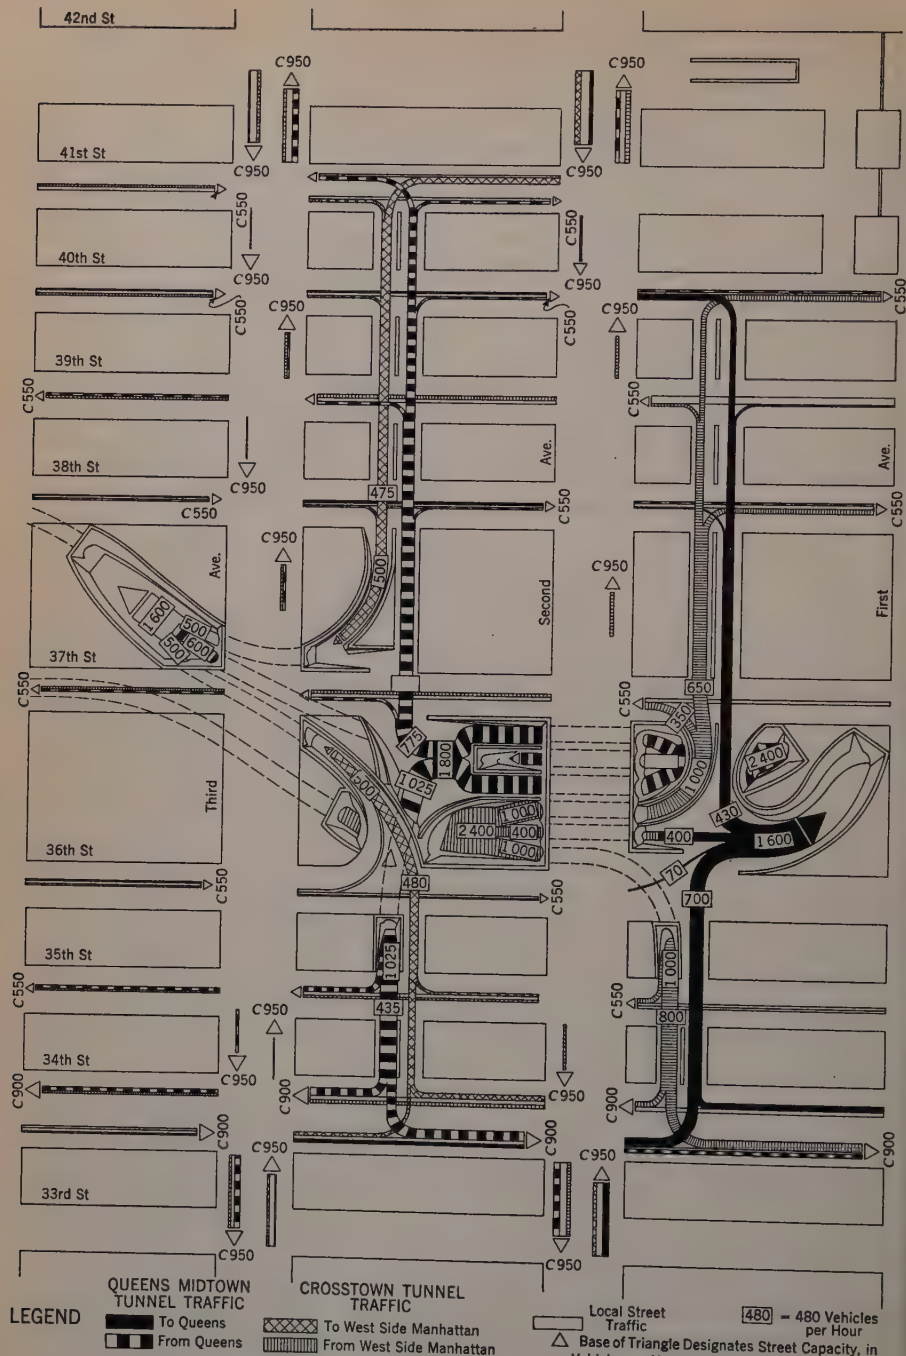 42nd St
C950
C950
C950
C950
41st St
C550
C550
40th St
C950
C950
C550
C950
C550
C950
C550
39th St
C550
C550
Ave.
Ave.
38th St
C950
475
C550
C550
C550
Ave.
C950
500
C950
Second
First
1600
500
600
500
37th St
C550
650
C550
350
775
1800
1025
500
1000
2400
Third
1000
2400
400
1000
430
400
1600
36th St
70
480
700
C550
C550
1025
1000
35th St
C550
435
C550
800
C950
34th St
C950
C900
C900
C950
C900
C900
C900
C900
C950
C950
33rd St
C950
C950
LEGEND
QUEENS MIDTOWN
TUNNEL TRAFFIC
To Queens
From Queens
CROSSTOWN TUNNEL
TRAFFIC
To West Side Manhattan
From West Side Manhattan
Local Street
Traffic
480 = 480 Vehicles
per Hour
Base of Triangle Designates Street Capacity, in